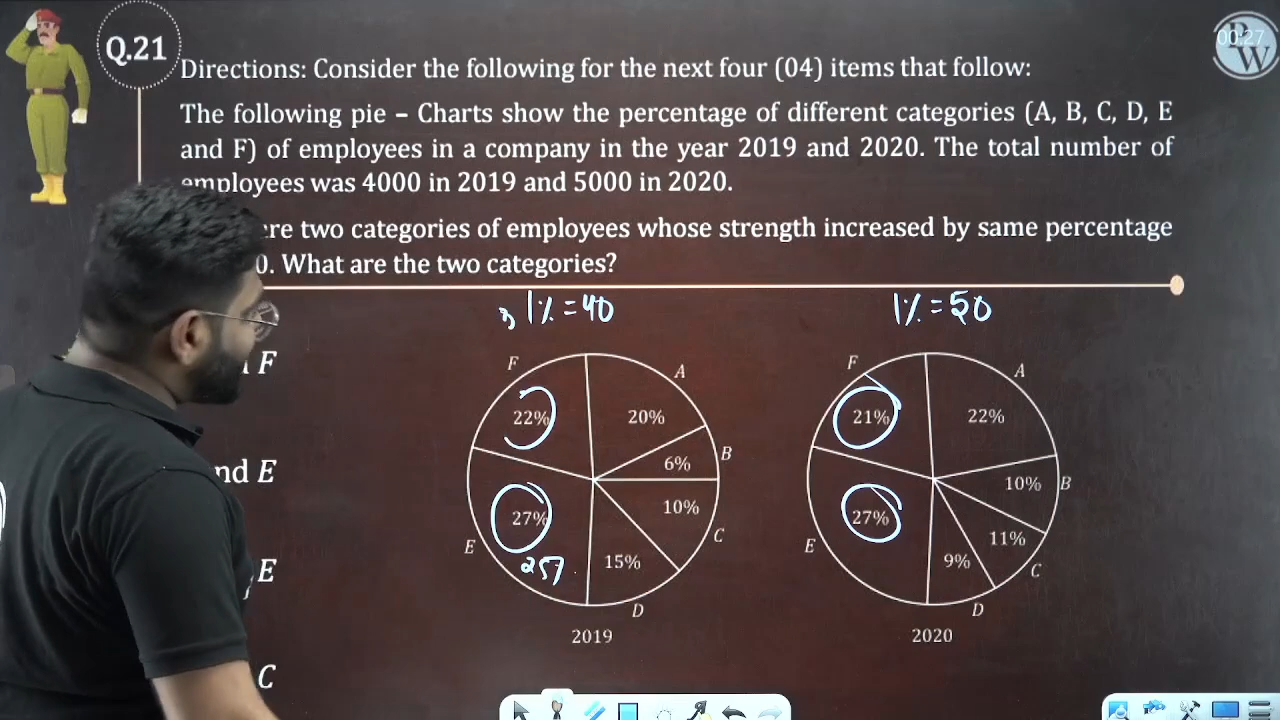 Q.21
00:27
Directions: Consider the following for the next four (04) items that follow:
The following pie – Charts show the percentage of different categories (A, B, C, D, E
and F) of employees in a company in the year 2019 and 2020. The total number of
employees was 4000 in 2019 and 5000 in 2020.
two categories of employees whose strength increased by same percentage
0. What are the two categories?
1% = 40
1% = 50
F
nd E
E
C
F
A
22%
20%
B
6%
10%
C
27%
E
257
15%
D
2019
F
A
21%
22%
10%
B
27%
11%
E
9%
C
D
2020